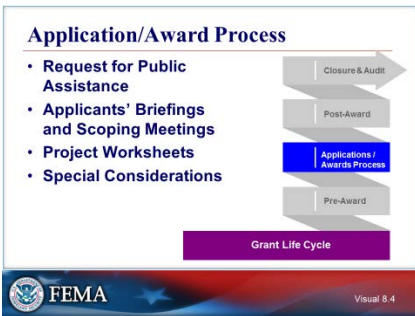 Application/Award Process
• Request for Public
Assistance
• Applicants' Briefings
and Scoping Meetings
• Project Worksheets
• Special Considerations
Closure & Audit
Post-Award
Applications /
Awards Process
Pre-Award
Grant Life Cycle
FEMA
Visual 8.4